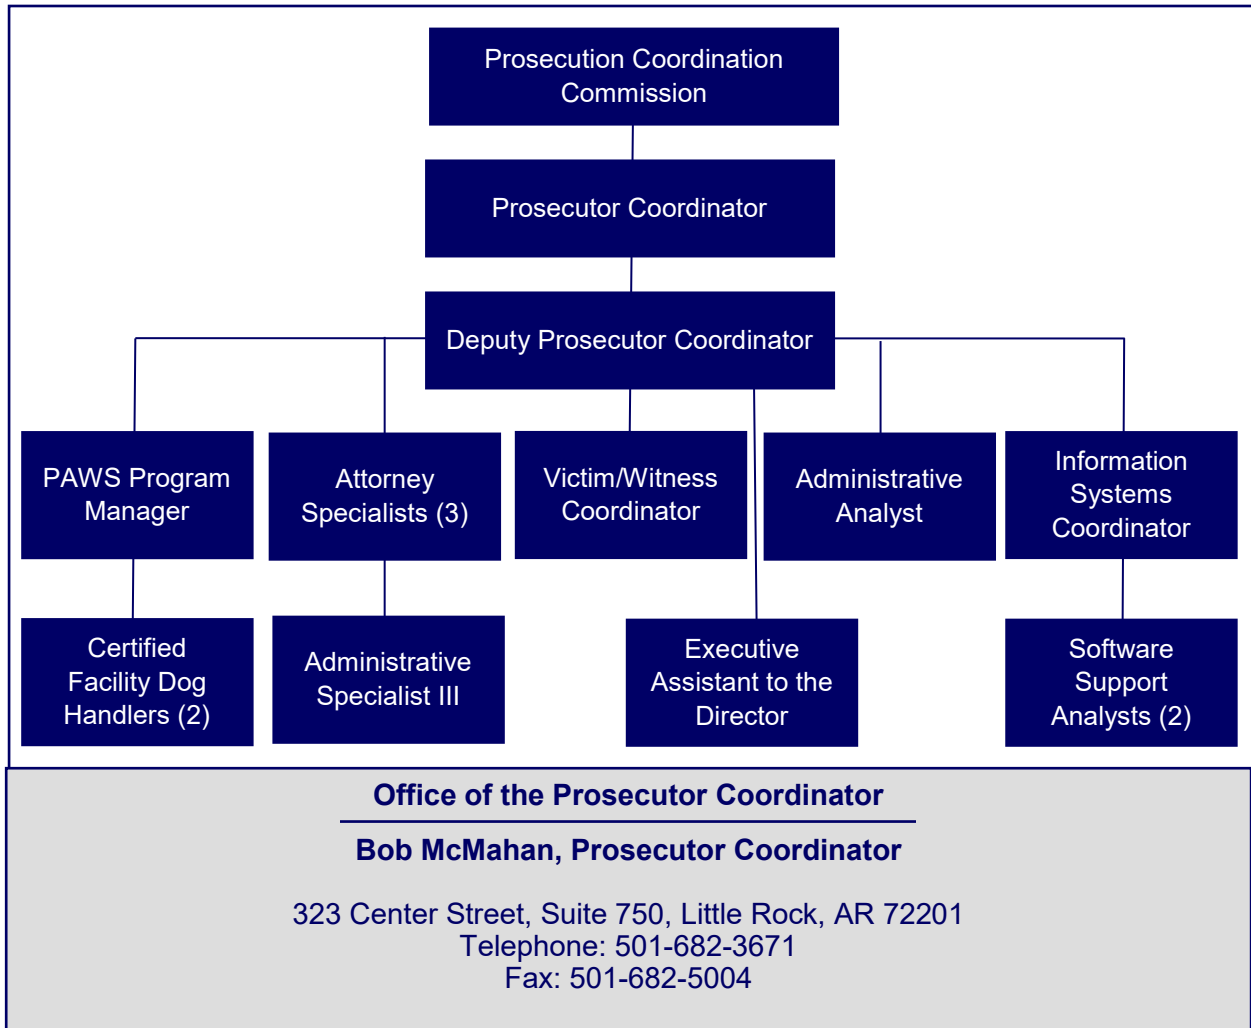 Prosecution Coordination
Commission
Prosecutor Coordinator
Deputy Prosecutor Coordinator
PAWS Program
Manager
Attorney
Specialists (3)
Victim/Witness
Coordinator
Administrative
Analyst
Information
Systems
Coordinator
Certified
Facility Dog
Handlers (2)
Administrative
Specialist III
Executive
Assistant to the
Director
Software
Support
Analysts (2)
Office of the Prosecutor Coordinator
Bob McMahan, Prosecutor Coordinator
323 Center Street, Suite 750, Little Rock, AR 72201
Telephone: 501-682-3671
Fax: 501-682-5004